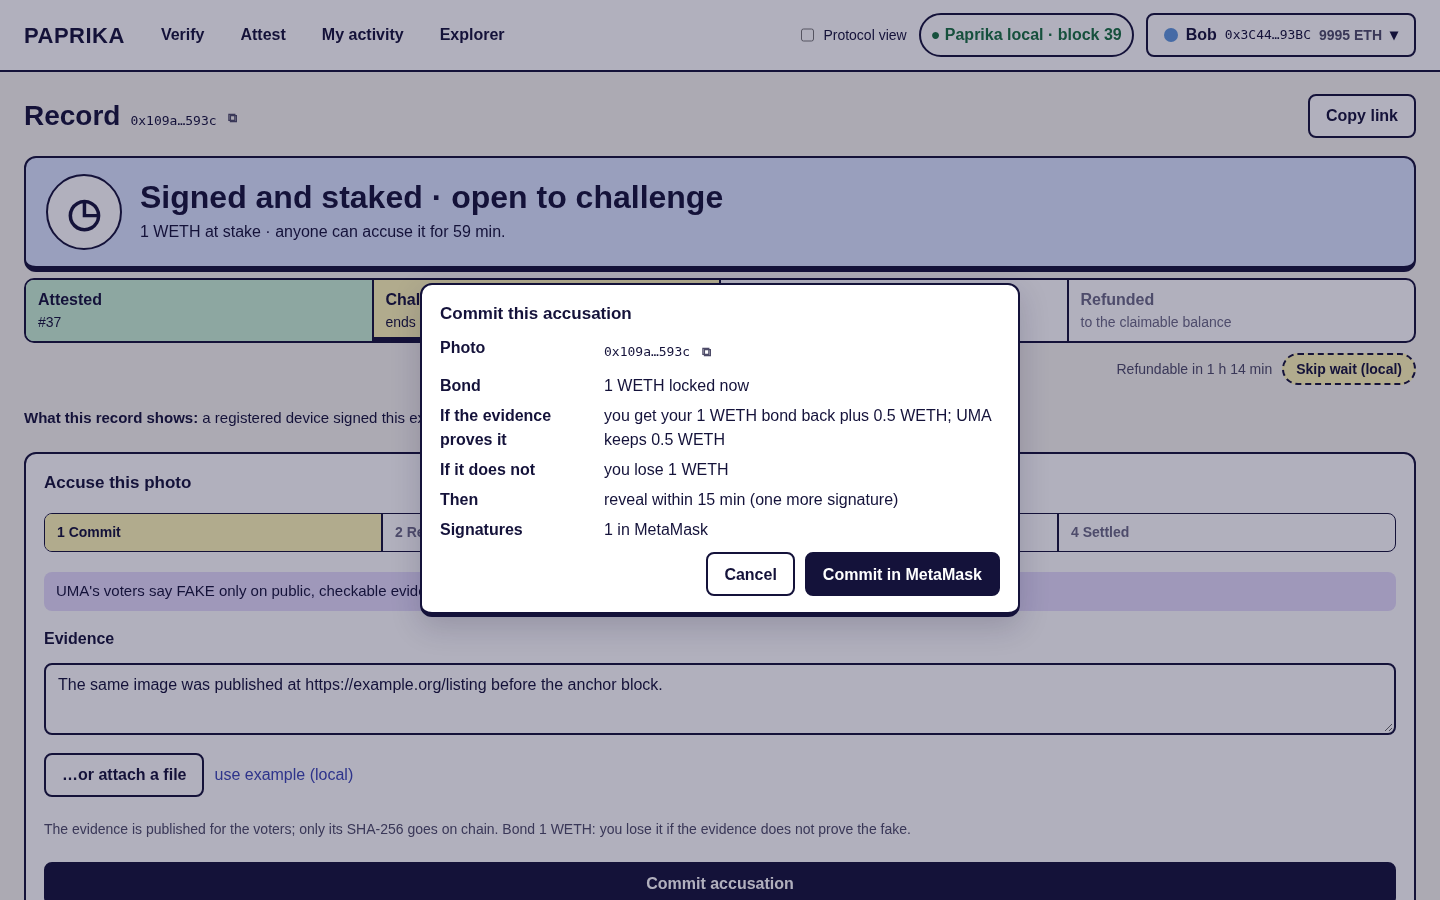 PAPRIKA Verify Attest My activity Explorer Protocol view ● Paprika local · block 39 Bob 0x3C44…93BC 9995 ETH ▼
Record 0x109a…593c Copy link
Signed and staked · open to challenge
1 WETH at stake · anyone can accuse it for 59 min.
Attested
#37
Chal
ends
Refunded
to the claimable balance
Refundable in 1 h 14 min Skip wait (local)
What this record shows: a registered device signed this
Commit this accusation
Photo 0x109a…593c
Bond 1 WETH locked now
If the evidence proves it
you get your 1 WETH bond back plus 0.5 WETH; UMA
keeps 0.5 WETH
If it does not you lose 1 WETH
Then reveal within 15 min (one more signature)
Signatures 1 in MetaMask
Cancel Commit in MetaMask
Accuse this photo
1 Commit 2 Re 4 Settled
UMA's voters say FAKE only on public, checkable evid
Evidence
The same image was published at https://example.org/listing before the anchor block.
…or attach a file use example (local)
The evidence is published for the voters; only its SHA-256 goes on chain. Bond 1 WETH: you lose it if the evidence does not prove the fake.
Commit accusation